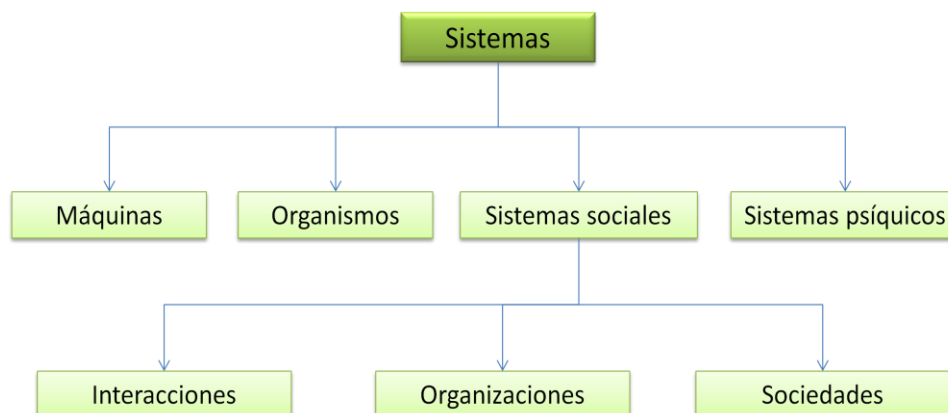 Sistemas
Máquinas
Organismos
Sistemas sociales
Sistemas psíquicos
Interacciones
Organizaciones
Sociedades